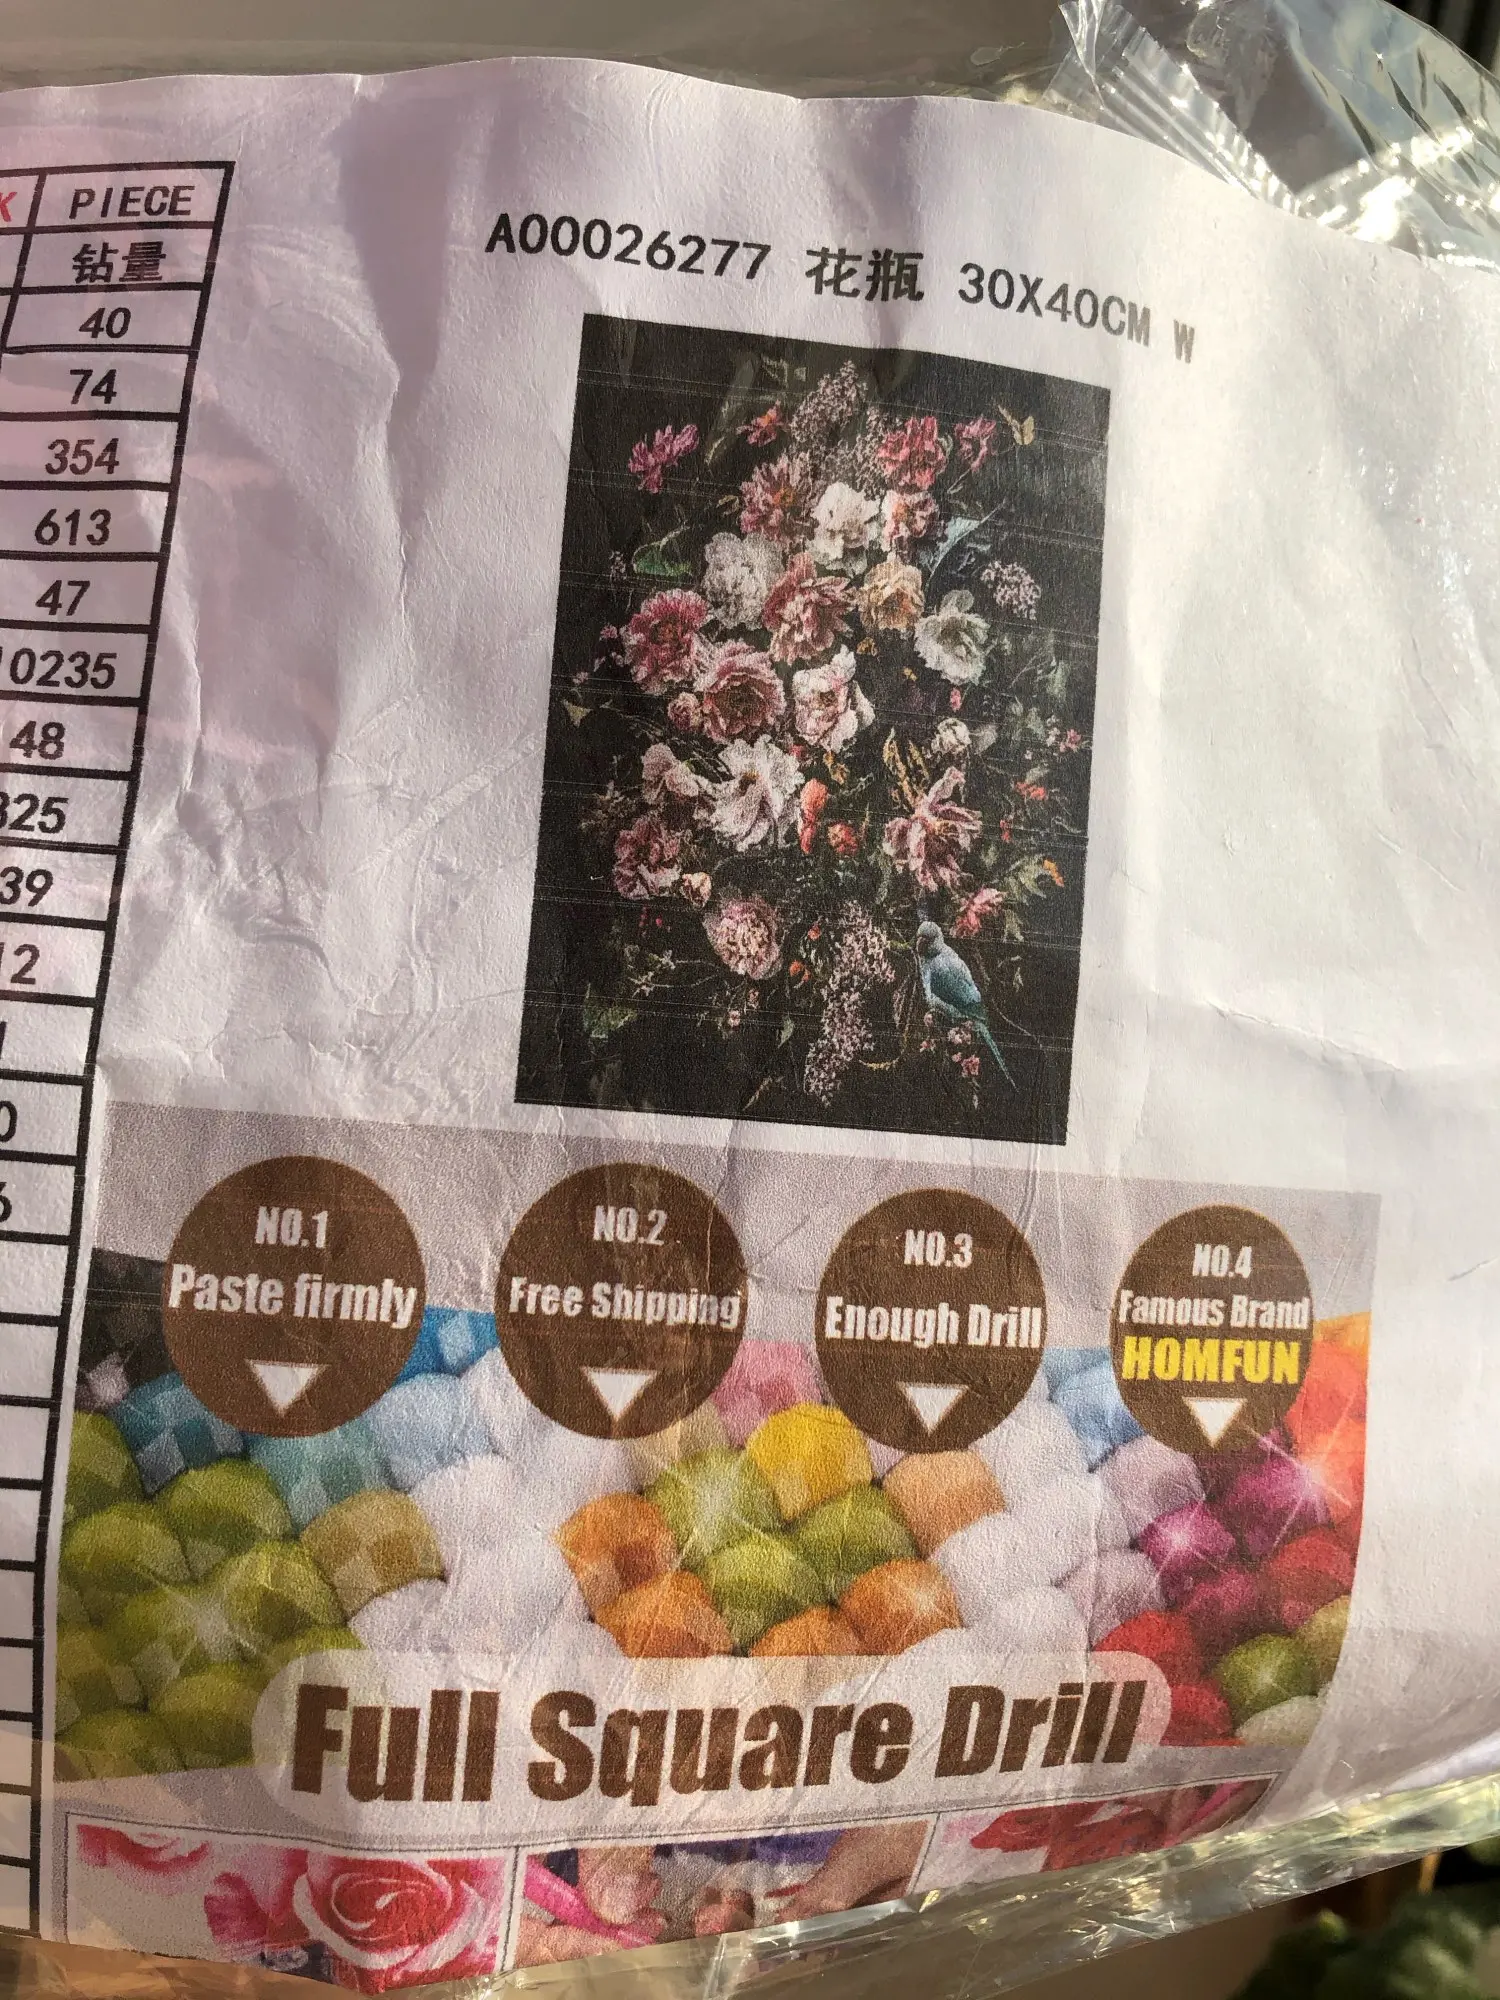 PIECE
钻量
40
74
354
613
47
0235
48
325
39
12
A00026277 花瓶 30X40CM W
NO.1
Paste firmly
NO.2
Free Shipping
NO.3
Enough Drill
NO.4
Famous Brand
HOMFUN
Full Square Drill